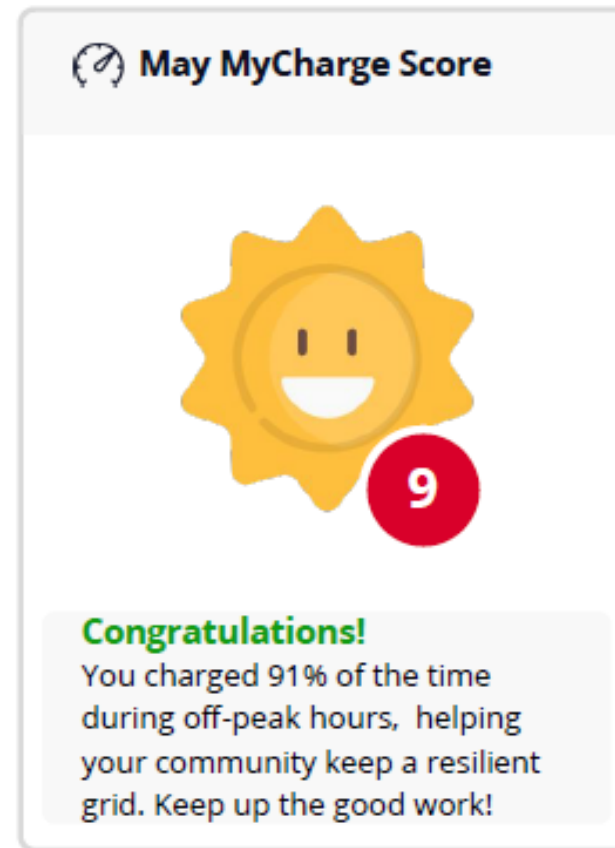 May MyCharge Score
9
Congratulations!
You charged 91% of the time
during off-peak hours,  helping
your community keep a resilient
grid. Keep up the good work!